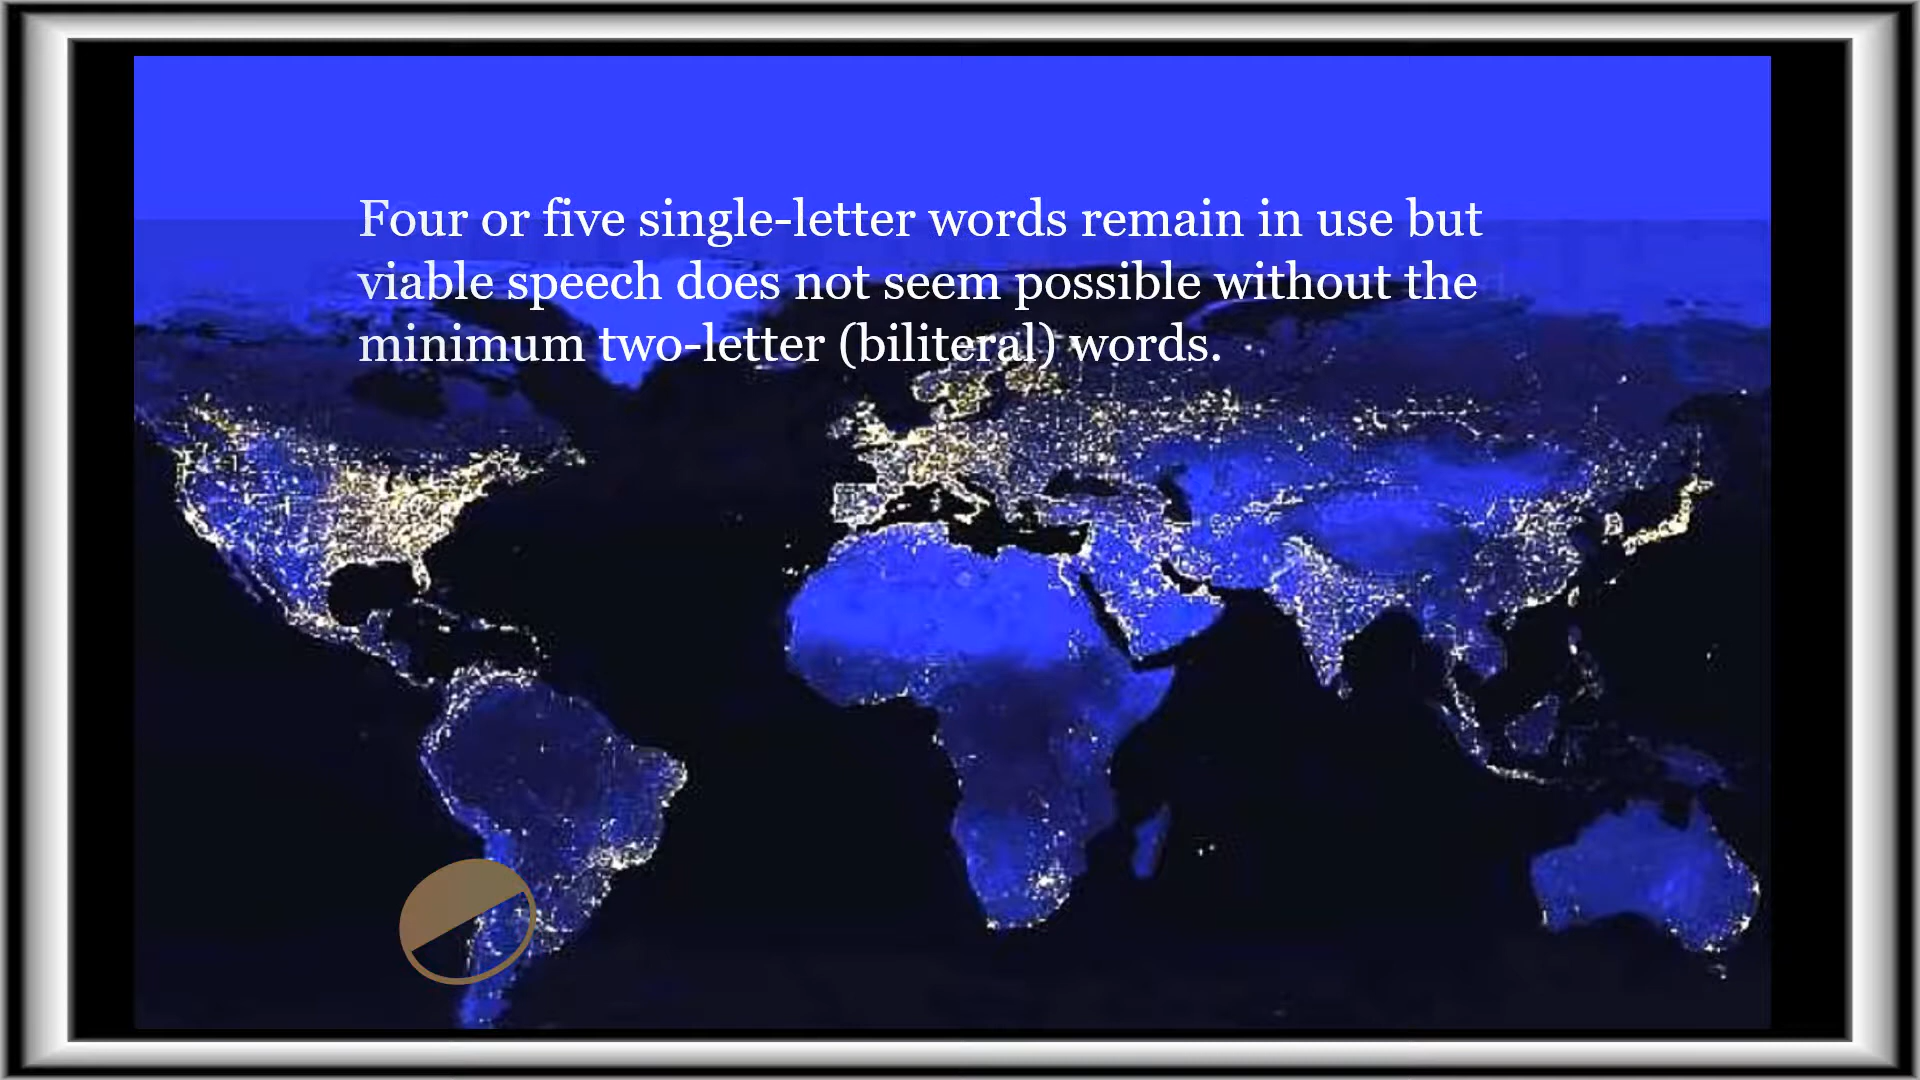 Four or five single-letter words remain in use but
viable speech does not seem possible without the
minimum two-letter (biliteral) words.